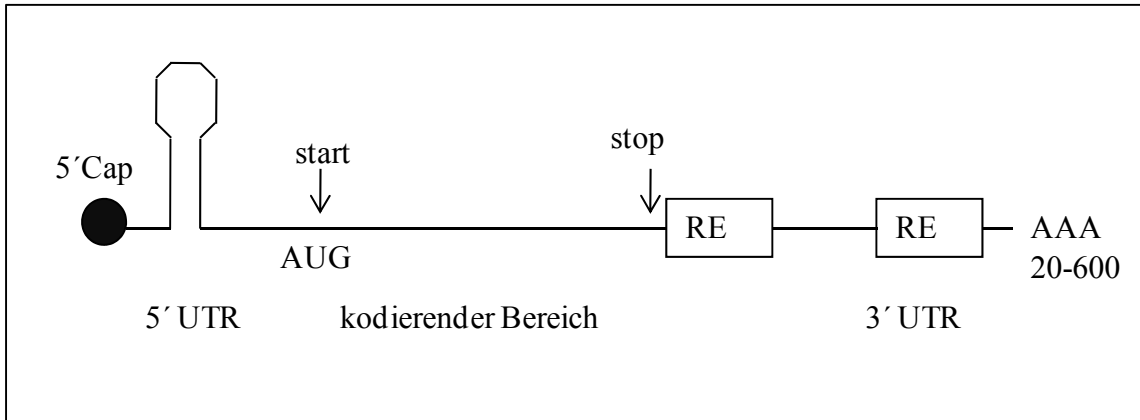 5´Cap
start
stop
RE
RE
AAA
20-600
AUG
5´ UTR
kodierender Bereich
3´ UTR